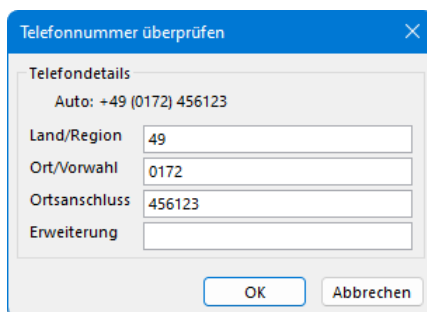 Telefonnummer überprüfen
Telefondetails
Auto: +49 (0172) 456123
Land/Region 49
Ort/Vorwahl 0172
Ortsanschluss 456123
Erweiterung
OK Abbrechen